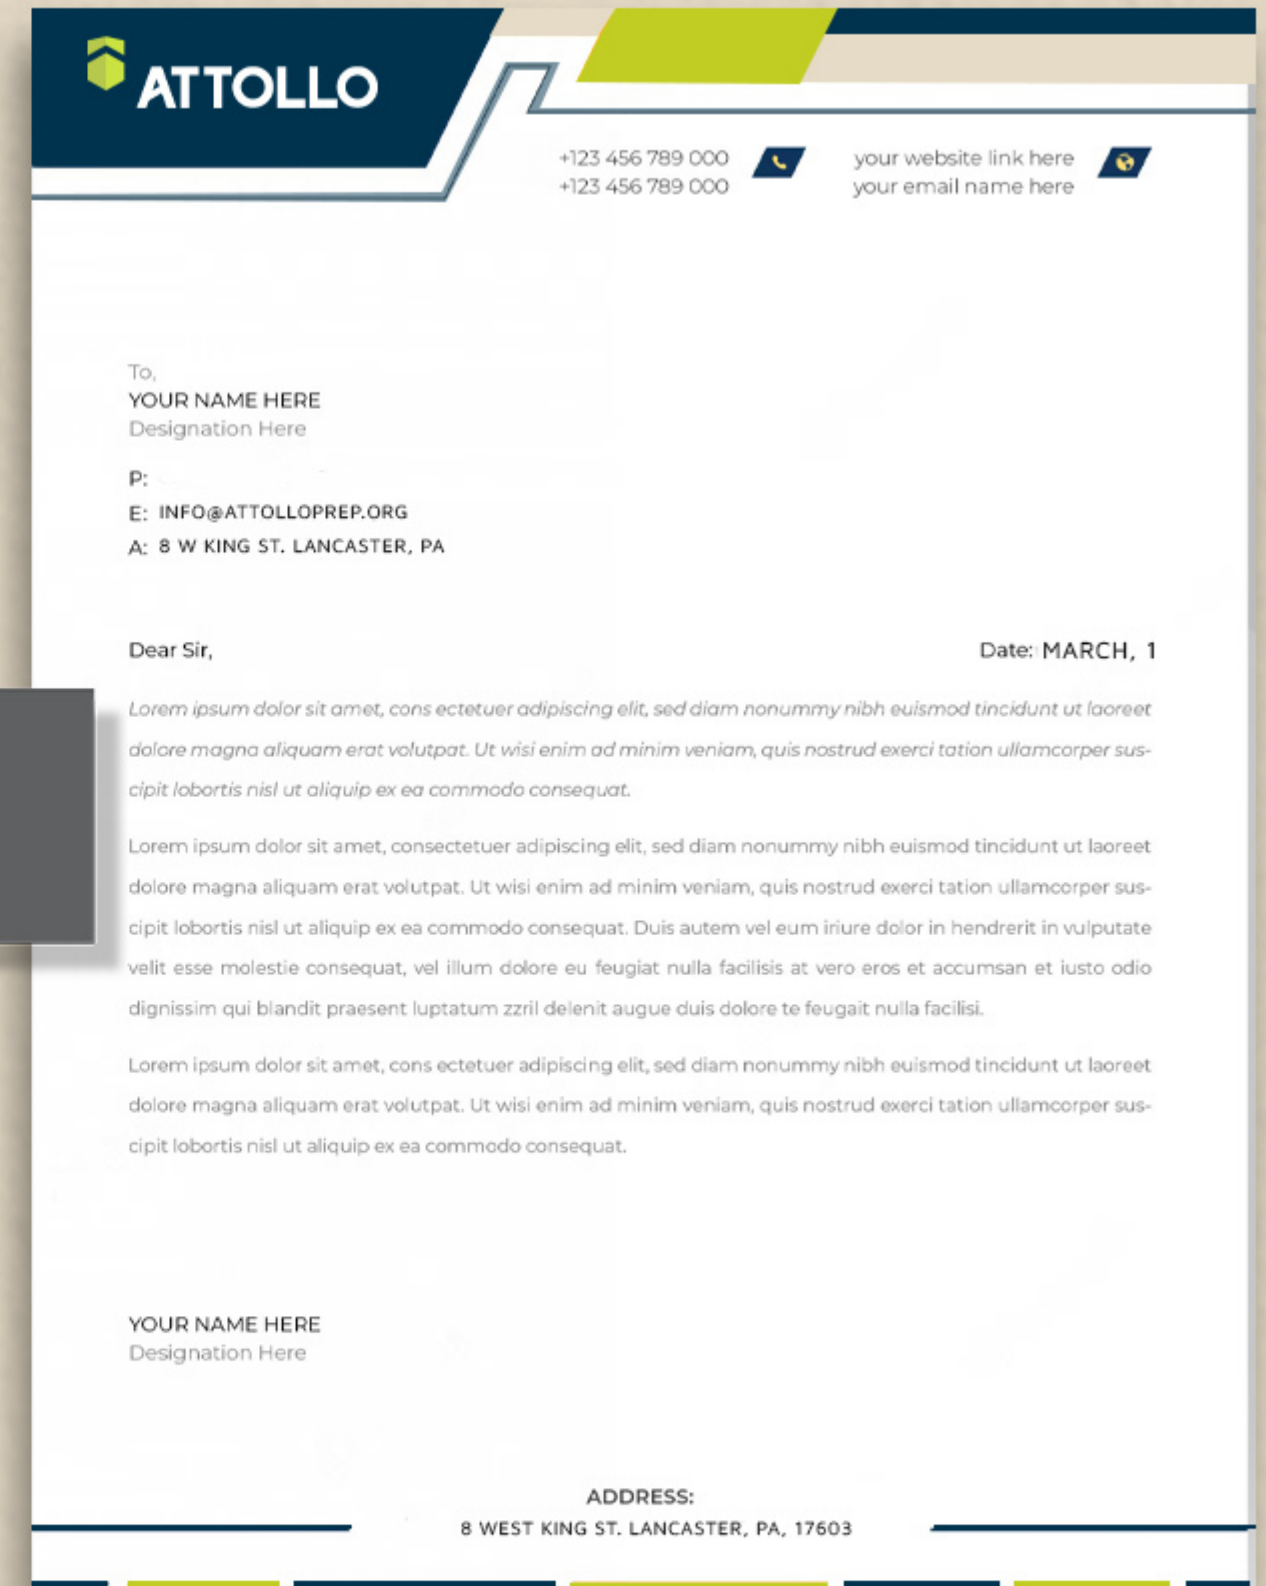 ATTOLLO
+123 456 789 000
+123 456 789 000
your website link here
your email name here
To,
YOUR NAME HERE
Designation Here
P:
E: INFO@ATTOLLOPREP.ORG
A: 8 W KING ST. LANCASTER, PA
Dear Sir,
Date: MARCH, 1
Lorem ipsum dolor sit amet, cons ectetuer adipiscing elit, sed diam nonummy nibh euismod tincidunt ut laoreet
dolore magna aliquam erat volutpat. Ut wisi enim ad minim veniam, quis nostrud exerci tation ullamcorper sus-
cipit lobortis nisl ut aliquip ex ea commodo consequat.
Lorem ipsum dolor sit amet, consectetuer adipiscing elit, sed diam nonummy nibh euismod tincidunt ut laoreet
dolore magna aliquam erat volutpat. Ut wisi enim ad minim veniam, quis nostrud exerci tation ullamcorper sus-
cipit lobortis nisl ut aliquip ex ea commodo consequat. Duis autem vel eum iriure dolor in hendrerit in vulputate
velit esse molestie consequat, vel illum dolore eu feugiat nulla facilisis at vero eros et accumsan et iusto odio
dignissim qui blandit praesent luptatum zzril delenit augue duis dolore te feugait nulla facilisi.
Lorem ipsum dolor sit amet, cons ectetuer adipiscing elit, sed diam nonummy nibh euismod tincidunt ut laoreet
dolore magna aliquam erat volutpat. Ut wisi enim ad minim veniam, quis nostrud exerci tation ullamcorper sus-
cipit lobortis nisl ut aliquip ex ea commodo consequat.
YOUR NAME HERE
Designation Here
ADDRESS:
8 WEST KING ST. LANCASTER, PA, 17603